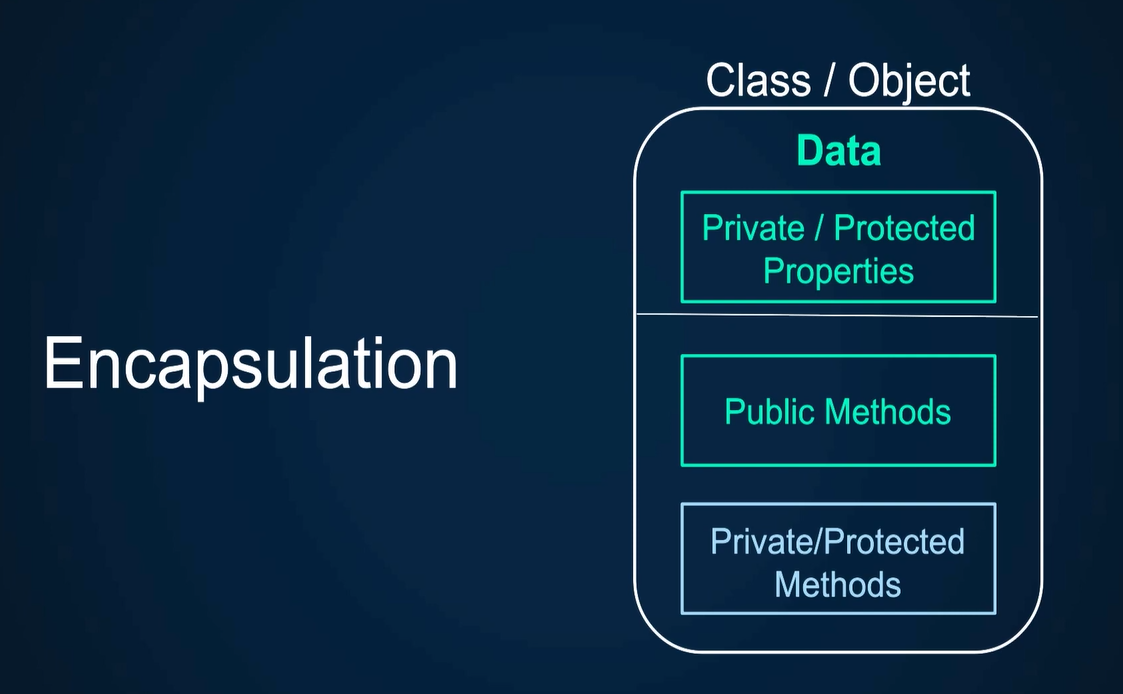 Class / Object
Data
Private / Protected
Properties
Encapsulation
Public Methods
Private/Protected
Methods